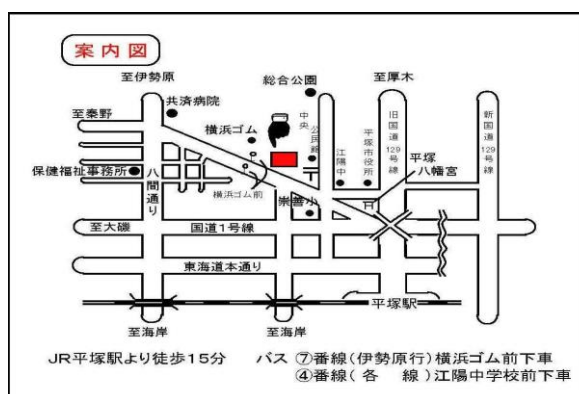 案内図
至伊勢原
総合公園
至厚木
共済病院
至秦野
横浜ゴム
中央公民館
江陽中
平塚市役所
旧国道129号線
新国道129号線
平塚八幡宮
保健福祉事務所
八間通り
横浜ゴム前
崇善小
至大磯
国道1号線
東海道本通り
平塚駅
至海岸
至海岸
JR平塚駅より徒歩15分 バス ⑦番線(伊勢原行)横浜ゴム前下車
④番線(各 線)江陽中学校前下車